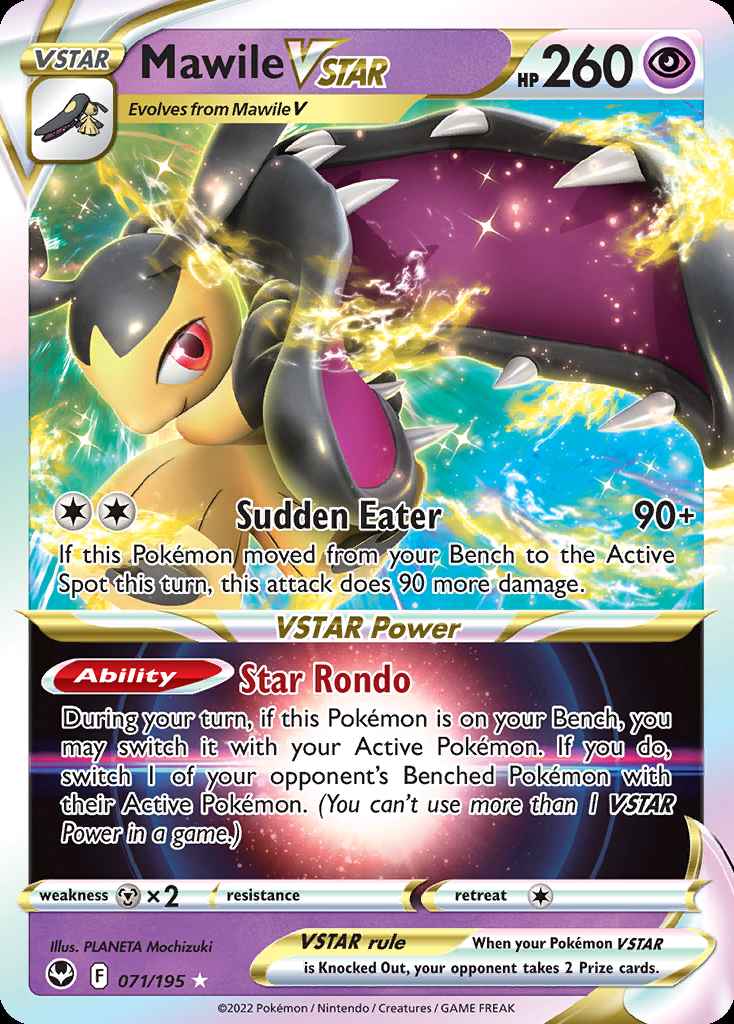 VSTAR
Mawile VSTAR
HP 260
Evolves from Mawile V
Sudden Eater 90+
If this Pokémon moved from your Bench to the Active
Spot this turn, this attack does 90 more damage.
VSTAR Power
Ability Star Rondo
During your turn, if this Pokémon is on your Bench, you
may switch it with your Active Pokémon. If you do,
switch 1 of your opponent's Benched Pokémon with
their Active Pokémon. (You can't use more than 1 VSTAR
Power in a game.)
weakness ×2 resistance retreat
Illus. PLANETA Mochizuki
VSTAR rule When your Pokémon VSTAR
is Knocked Out, your opponent takes 2 Prize cards.
F 071/195
©2022 Pokémon / Nintendo / Creatures / GAME FREAK